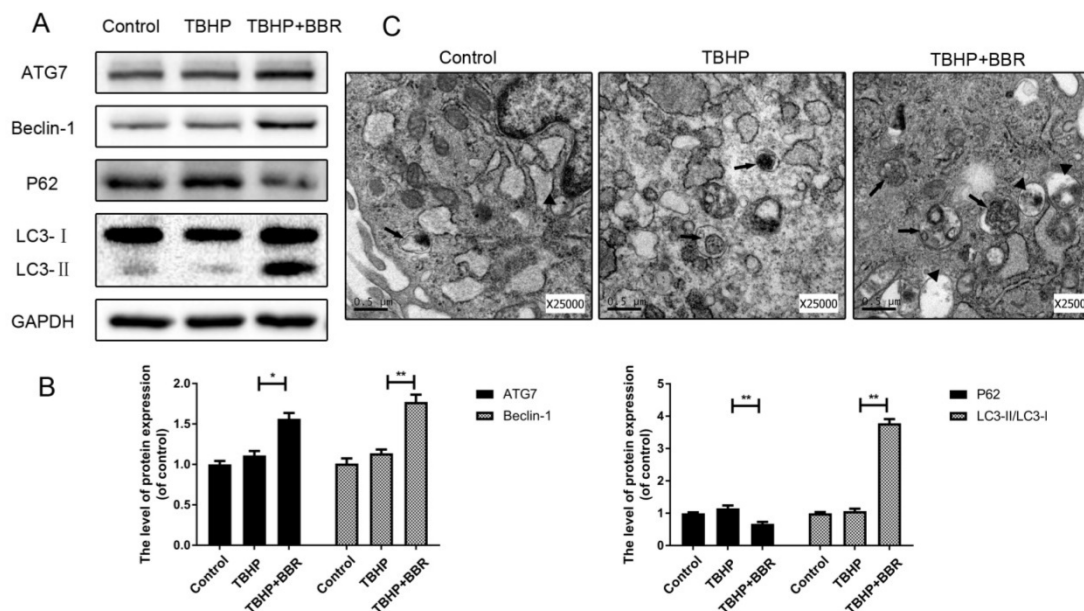 A
Control TBHP TBHP+BBR
ATG7
Beclin-1
P62
LC3-Ⅰ
LC3-Ⅱ
GAPDH
C
Control
TBHP
TBHP+BBR
0.5 μm
X25000
0.5 μm
X25000
0.5 μm
X2500
B
The level of protein expression
(of control)
2.0
1.5
1.0
0.5
0.0
*
**
ATG7
Beclin-1
Control
TBHP
TBHP+BBR
Control
TBHP
TBHP+BBR
The level of protein expression
(of control)
5
4
3
2
1
0
**
**
P62
LC3-II/LC3-I
Control
TBHP
TBHP+BBR
Control
TBHP
TBHP+BBR